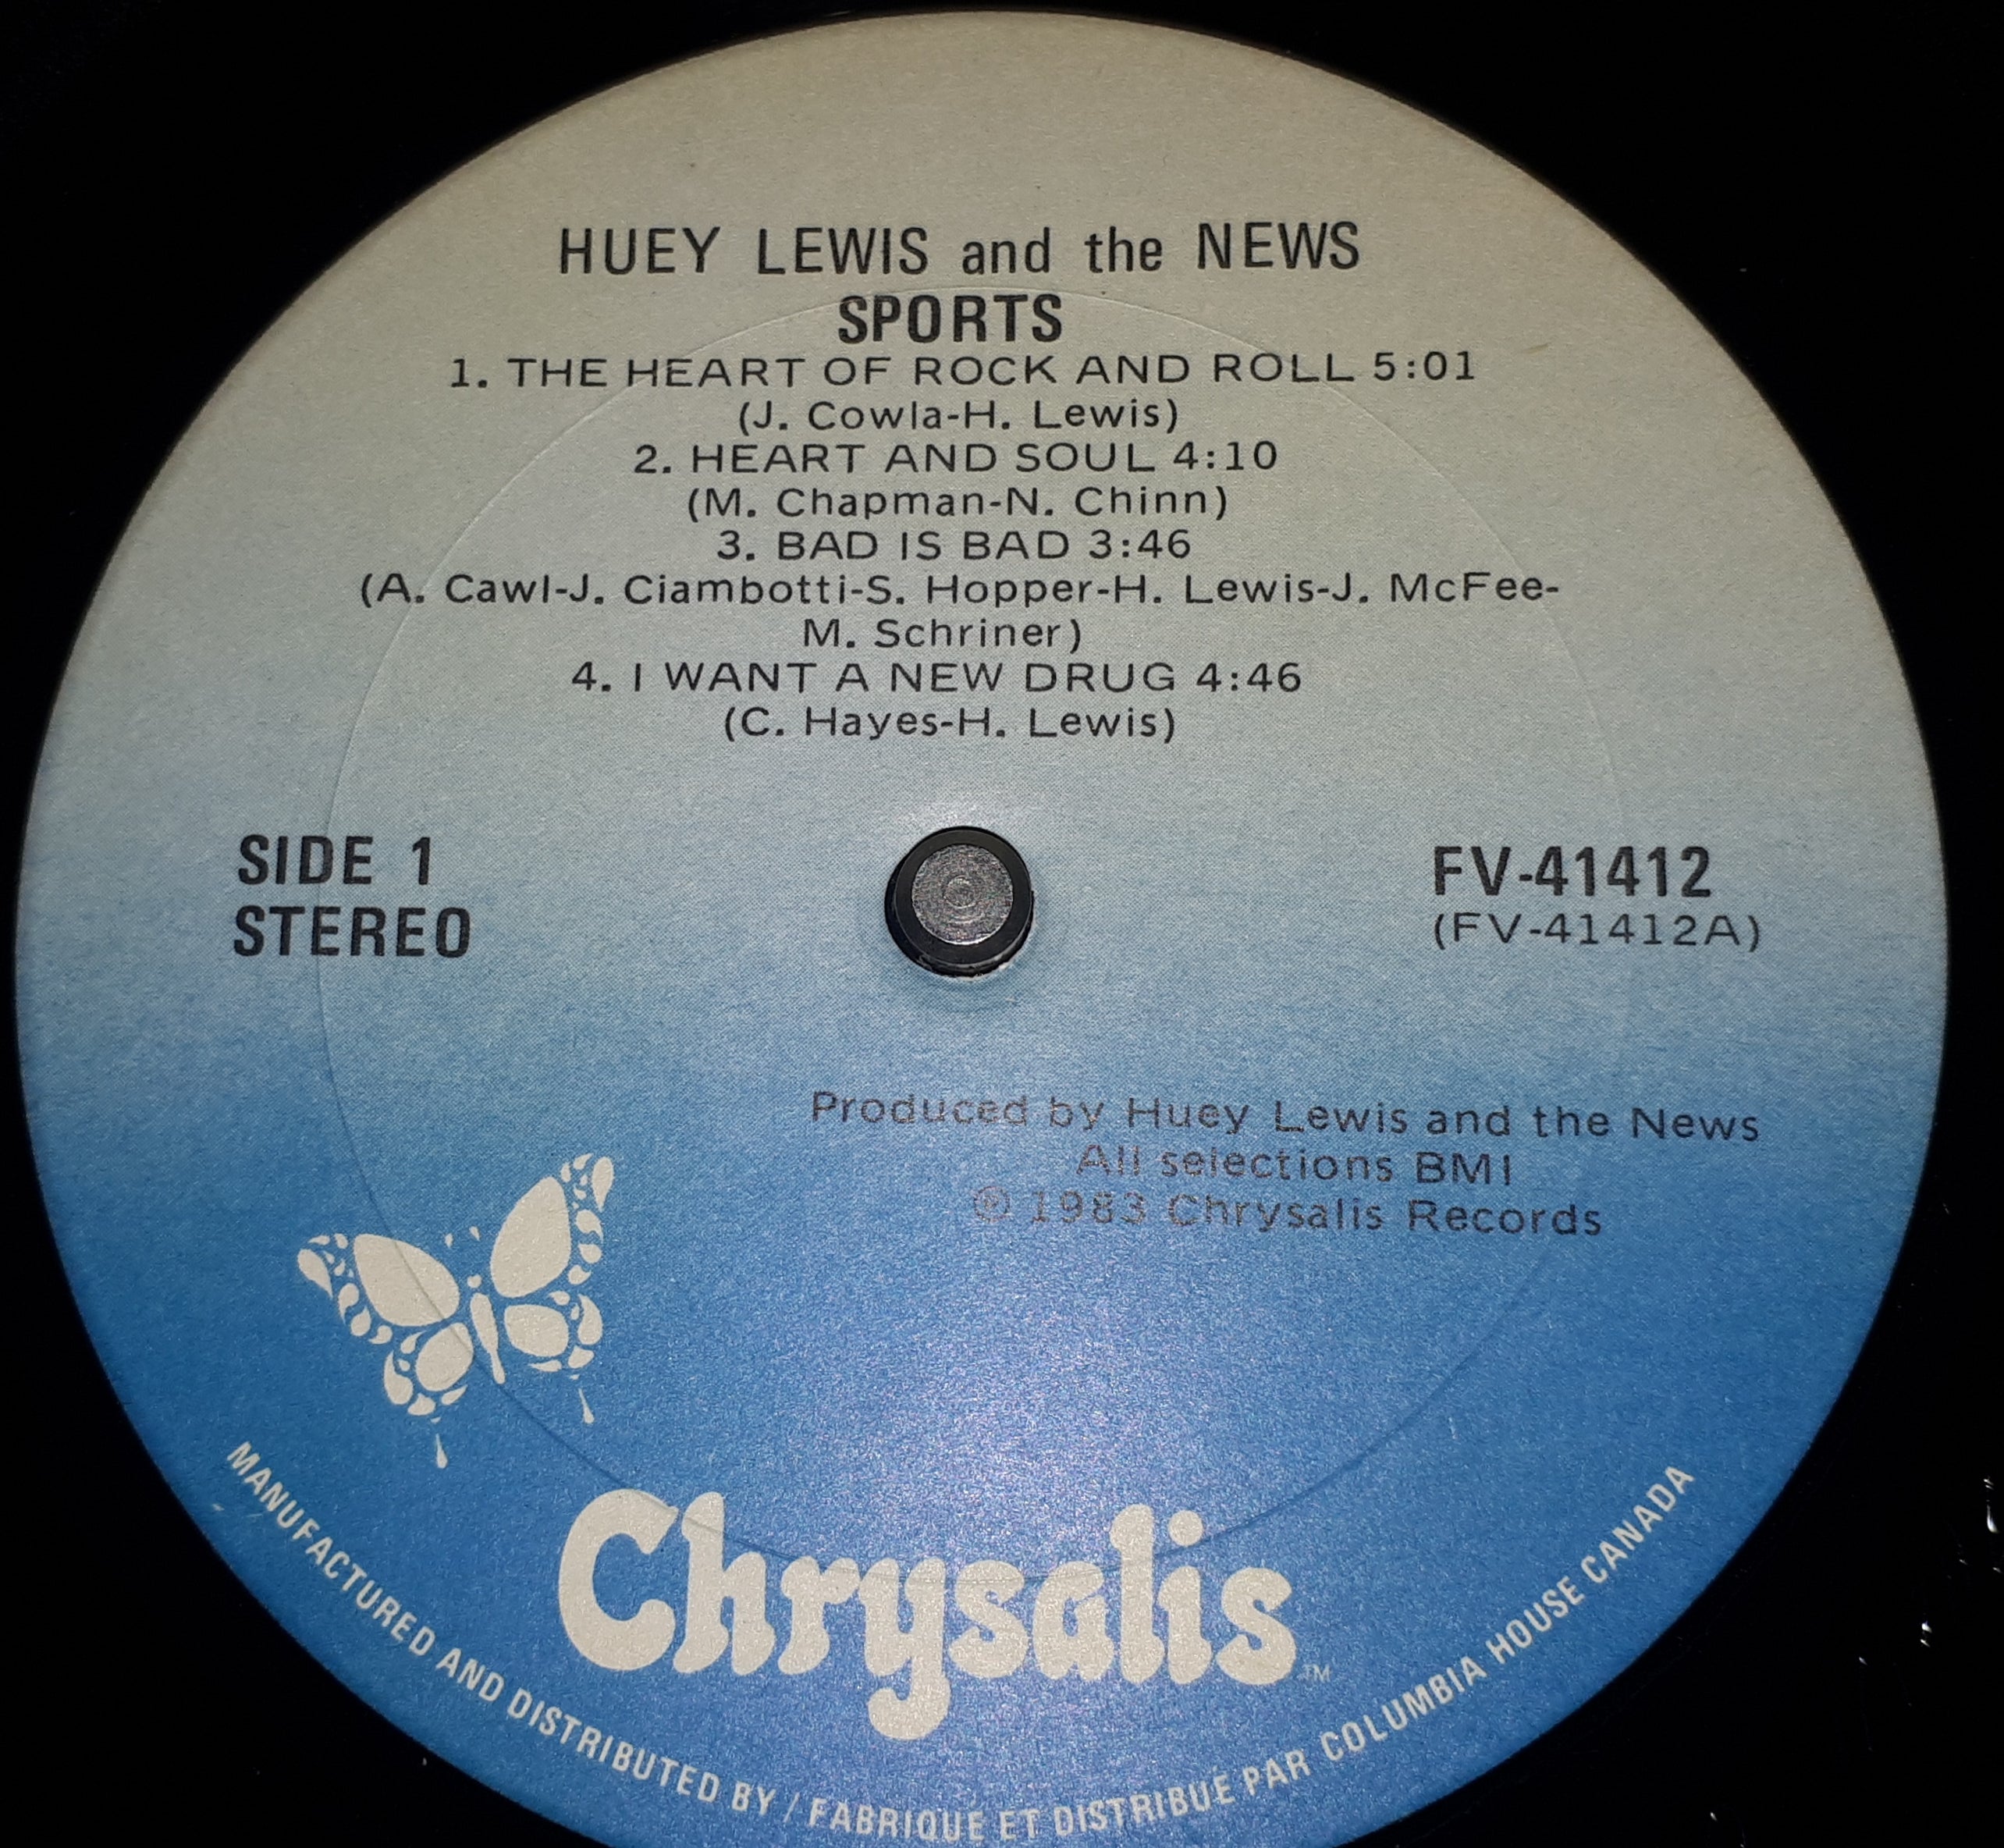 HUEY LEWIS and the NEWS
SPORTS
1. THE HEART OF ROCK AND ROLL 5:01
(J. Cowla-H. Lewis)
2. HEART AND SOUL 4:10
(M. Chapman-N. Chinn)
3. BAD IS BAD 3:46
(A. Cawl-J. Ciambotti-S. Hopper-H. Lewis-J. McFee-
M. Schriner)
4. I WANT A NEW DRUG 4:46
(C. Hayes-H. Lewis)
SIDE 1
STEREO
FV-41412
(FV-41412A)
Produced by Huey Lewis and the News
All selections BMI
℗ 1983 Chrysalis Records
Chrysalis™
MANUFACTURED AND DISTRIBUTED BY / FABRIQUÉ ET DISTRIBUÉ PAR COLUMBIA HOUSE CANADA